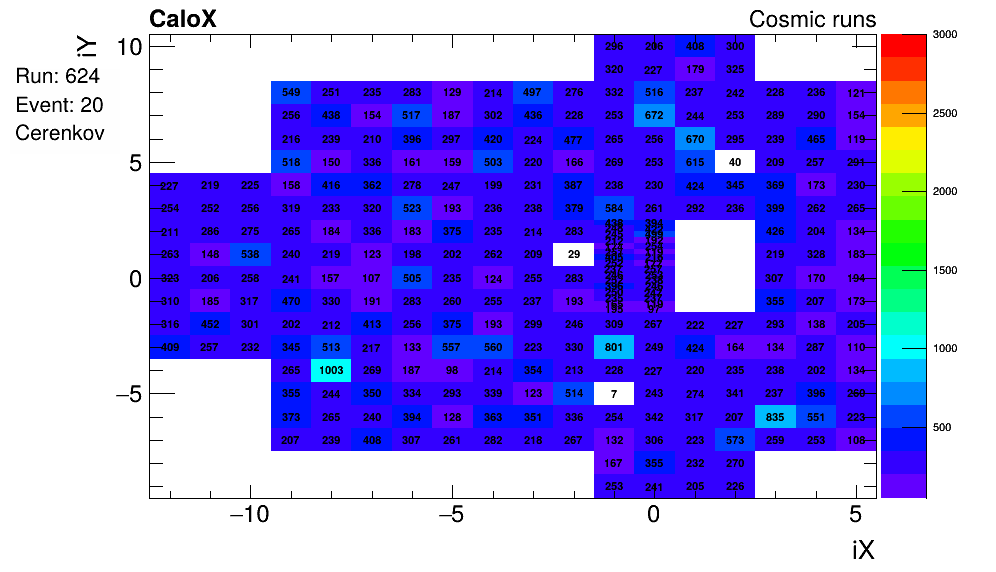 CaloX Cosmic runs
iY
Run: 624
Event: 20
Cerenkov
10 296 296 408 300 3000
320 227 179 325
549 251 235 263 129 214 497 276 332 516 237 242 228 236 121
256 438 154 517 187 302 436 228 253 672 244 253 289 290 154 2500
216 239 210 396 297 420 224 477 265 256 670 295 239 465 119
5 518 150 336 161 159 503 220 166 269 253 615 40 209 257 291
227 219 225 158 416 362 278 247 199 231 387 238 230 424 345 369 173 230 2000
254 252 256 319 233 320 523 193 236 238 379 584 261 292 236 399 262 265
211 286 275 265 184 336 183 375 235 214 283 426 204 134
263 148 538 240 219 123 196 202 262 209 29 219 328 183 1500
0 323 206 258 241 157 107 505 235 124 255 283 307 170 194
310 185 317 470 330 191 283 260 255 237 193 355 207 173
316 452 301 202 212 413 256 375 193 299 246 309 267 222 227 293 136 205
409 257 232 345 513 217 133 557 560 223 330 801 249 424 164 134 287 110 1000
265 1003 269 187 98 214 354 213 228 227 220 235 238 202 134
−5 355 244 350 334 293 339 123 514 7 243 274 341 237 396 260
373 265 240 394 128 363 351 336 254 342 317 207 835 551 223 500
207 239 408 307 261 282 218 267 132 306 223 573 259 253 106
167 355 232 270
253 241 205 226
−10 −5 0 5
iX